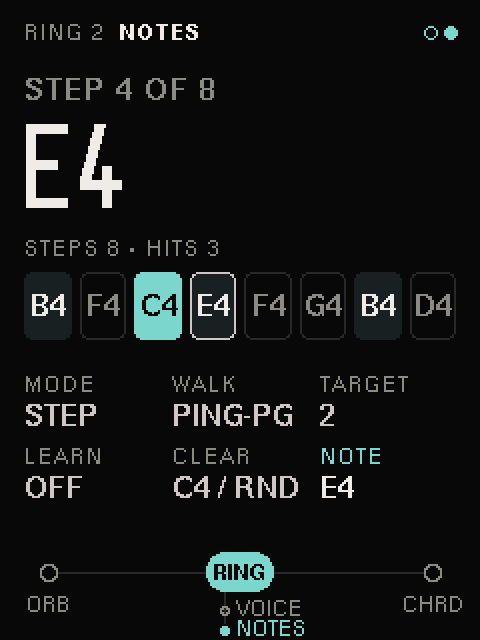 RING 2 NOTES
STEP 4 OF 8
E4
STEPS 8 · HITS 3
B4 F4 C4 E4 F4 G4 B4 D4
MODE WALK TARGET
STEP PING-PG 2
LEARN CLEAR NOTE
OFF C4 / RND E4
RING
ORB VOICE CHRD
NOTES